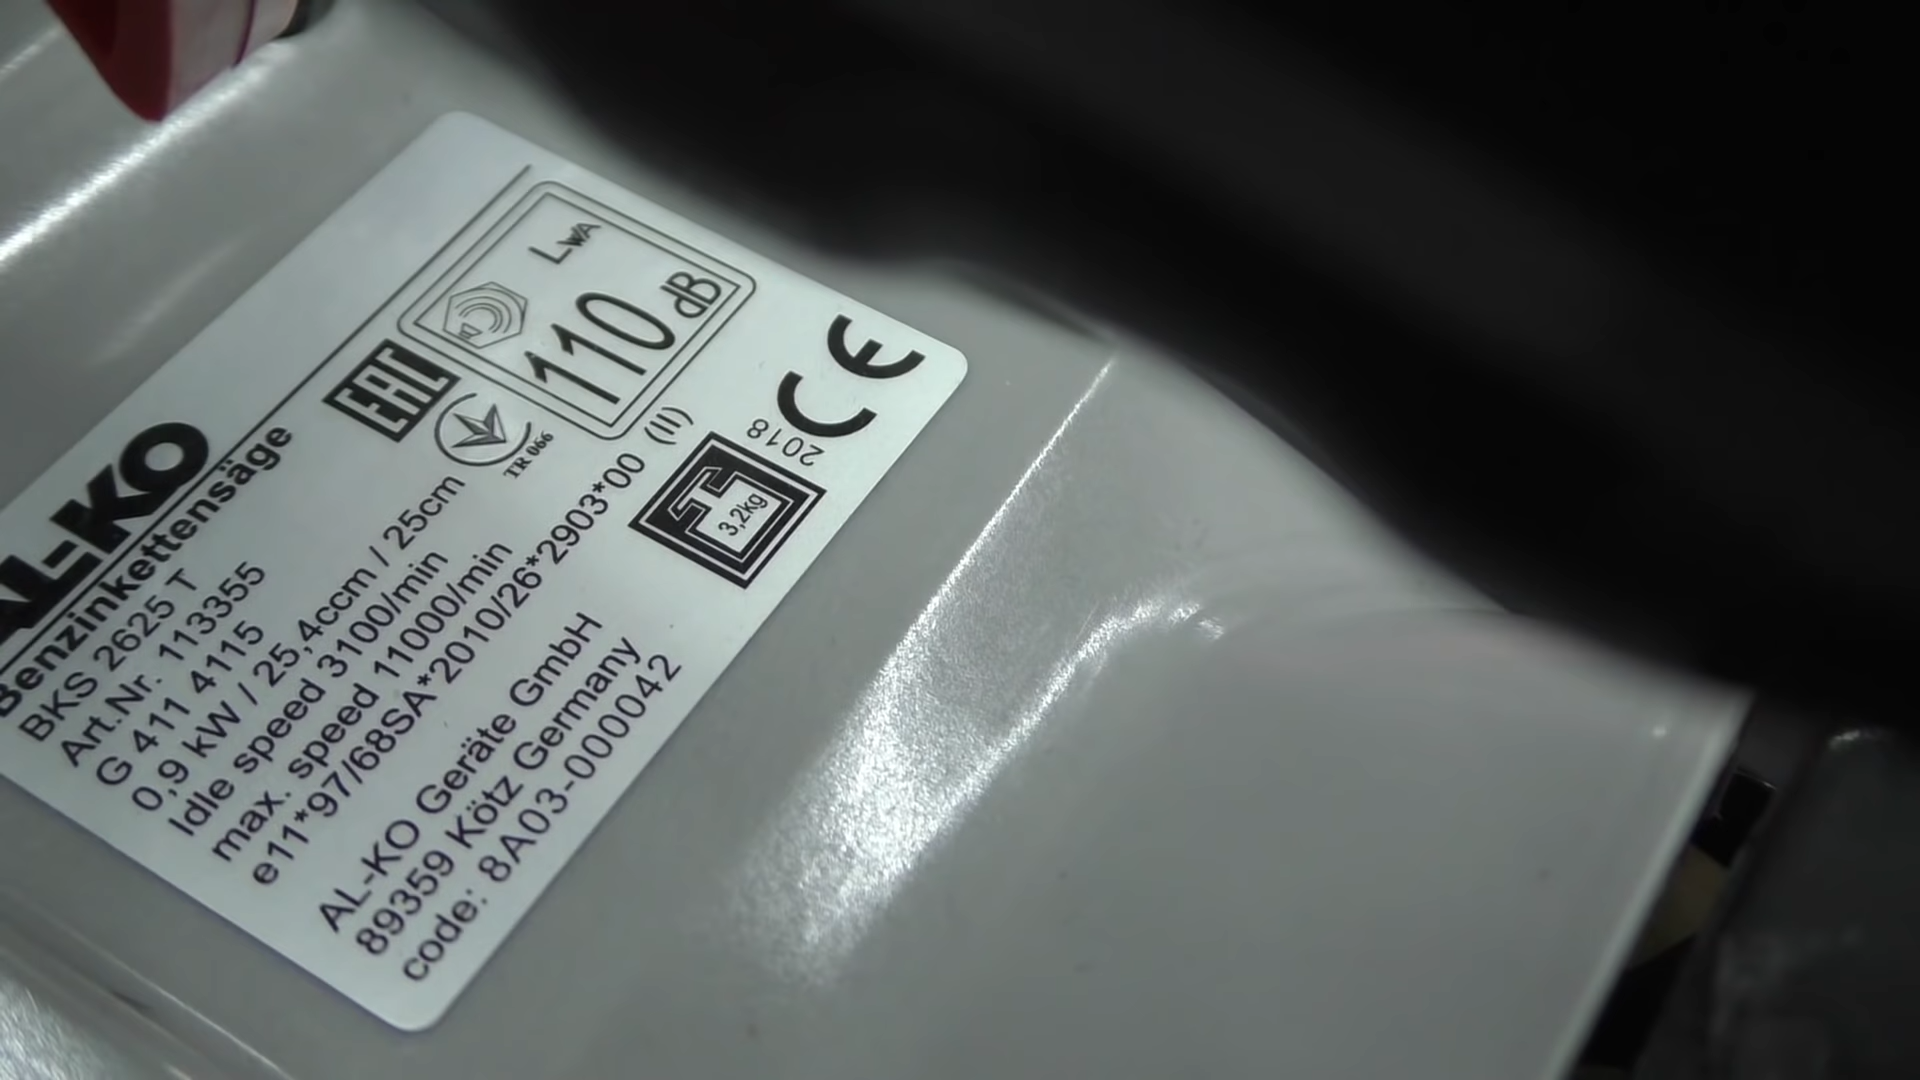 AL-KO
Benzinkettensäge
BKS 2625 T
Art.Nr. 113355
G 411 4115
0,9 kW / 25,4ccm / 25cm
Idle speed 3100/min
max. speed 11000/min
e11*97/68SA*2010/26*2903*00 (II)
AL-KO Geräte GmbH
89359 Kötz Germany
code: 8A03-000042
EAC
TR 066
LWA
110 dB
3,2kg
2018
CE